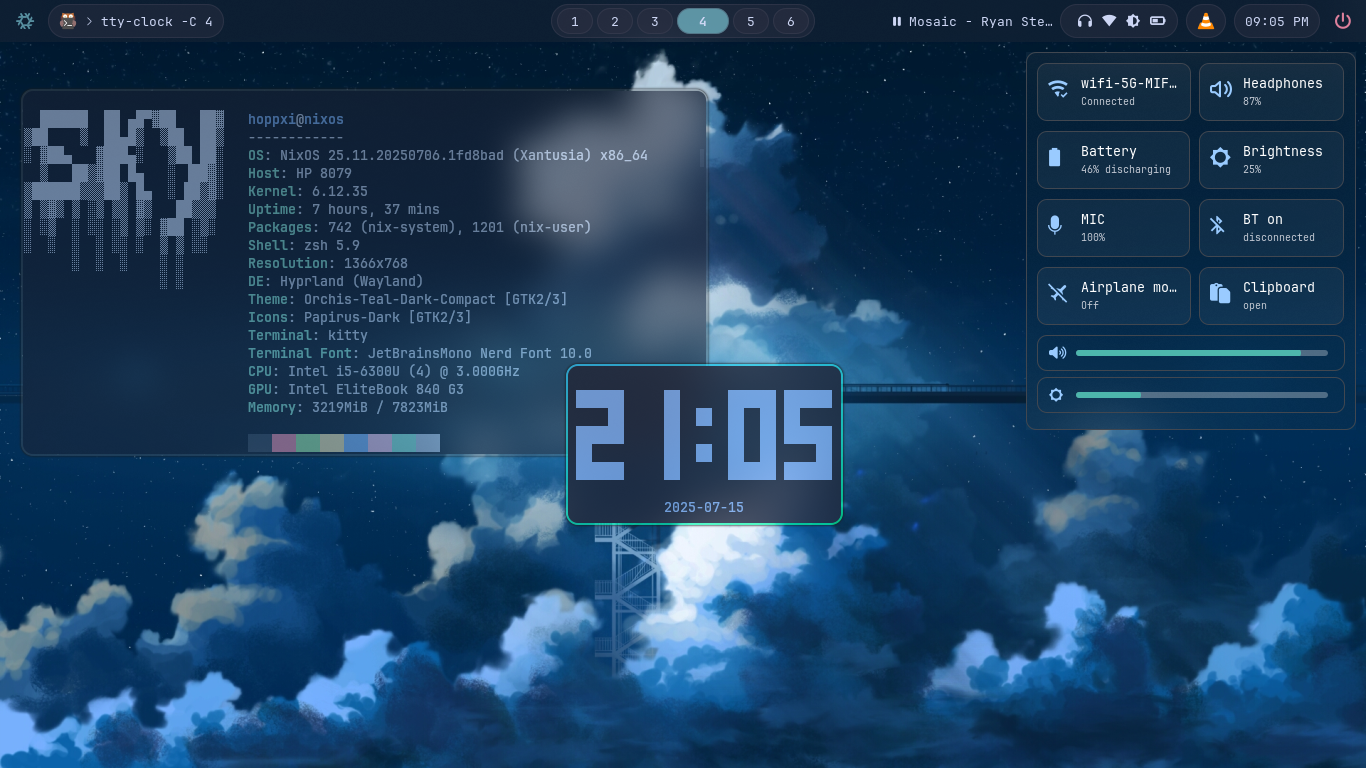 tty-clock -C 4
1 2 3 4 5 6
Mosaic - Ryan Ste…
09:05 PM
hoppxi@nixos
------------
OS: NixOS 25.11.20250706.1fd8bad (Xantusia) x86_64
Host: HP 8079
Kernel: 6.12.35
Uptime: 7 hours, 37 mins
Packages: 742 (nix-system), 1201 (nix-user)
Shell: zsh 5.9
Resolution: 1366x768
DE: Hyprland (Wayland)
Theme: Orchis-Teal-Dark-Compact [GTK2/3]
Icons: Papirus-Dark [GTK2/3]
Terminal: kitty
Terminal Font: JetBrainsMono Nerd Font 10.0
CPU: Intel i5-6300U (4) @ 3.000GHz
GPU: Intel EliteBook 840 G3
Memory: 3219MiB / 7823MiB
21:05
2025-07-15
wifi-5G-MIF…
Connected
Headphones
87%
Battery
46% discharging
Brightness
25%
MIC
100%
BT on
disconnected
Airplane mo…
Off
Clipboard
open